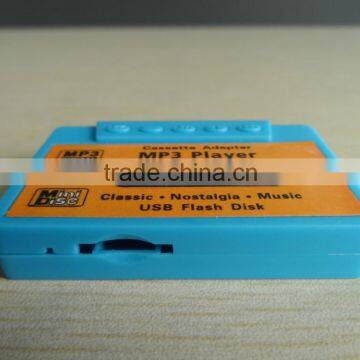 Cassette Adapter
MP3
MP3 Player
trade.china.cn
Mini
DISC
Classic • Nostalgia • Music
USB Flash Disk